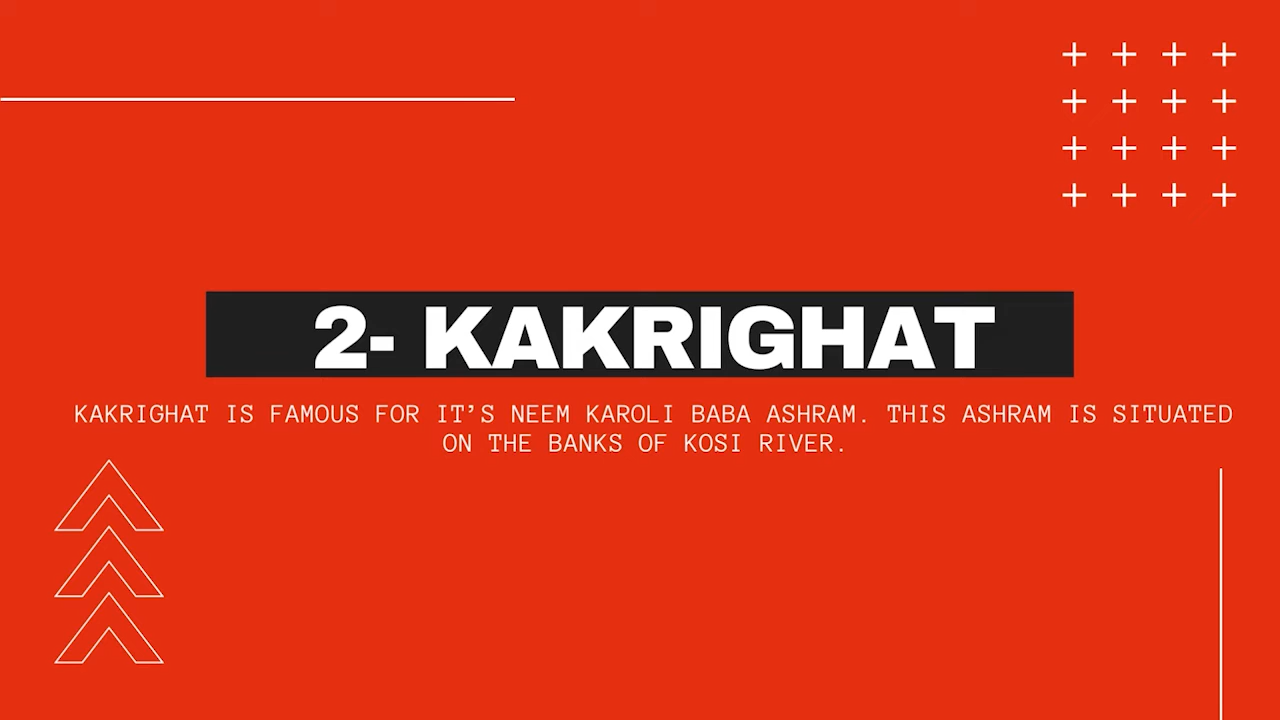 2- KAKRIGHAT
KAKRIGHAT IS FAMOUS FOR IT’S NEEM KAROLI BABA ASHRAM. THIS ASHRAM IS SITUATED
ON THE BANKS OF KOSI RIVER.